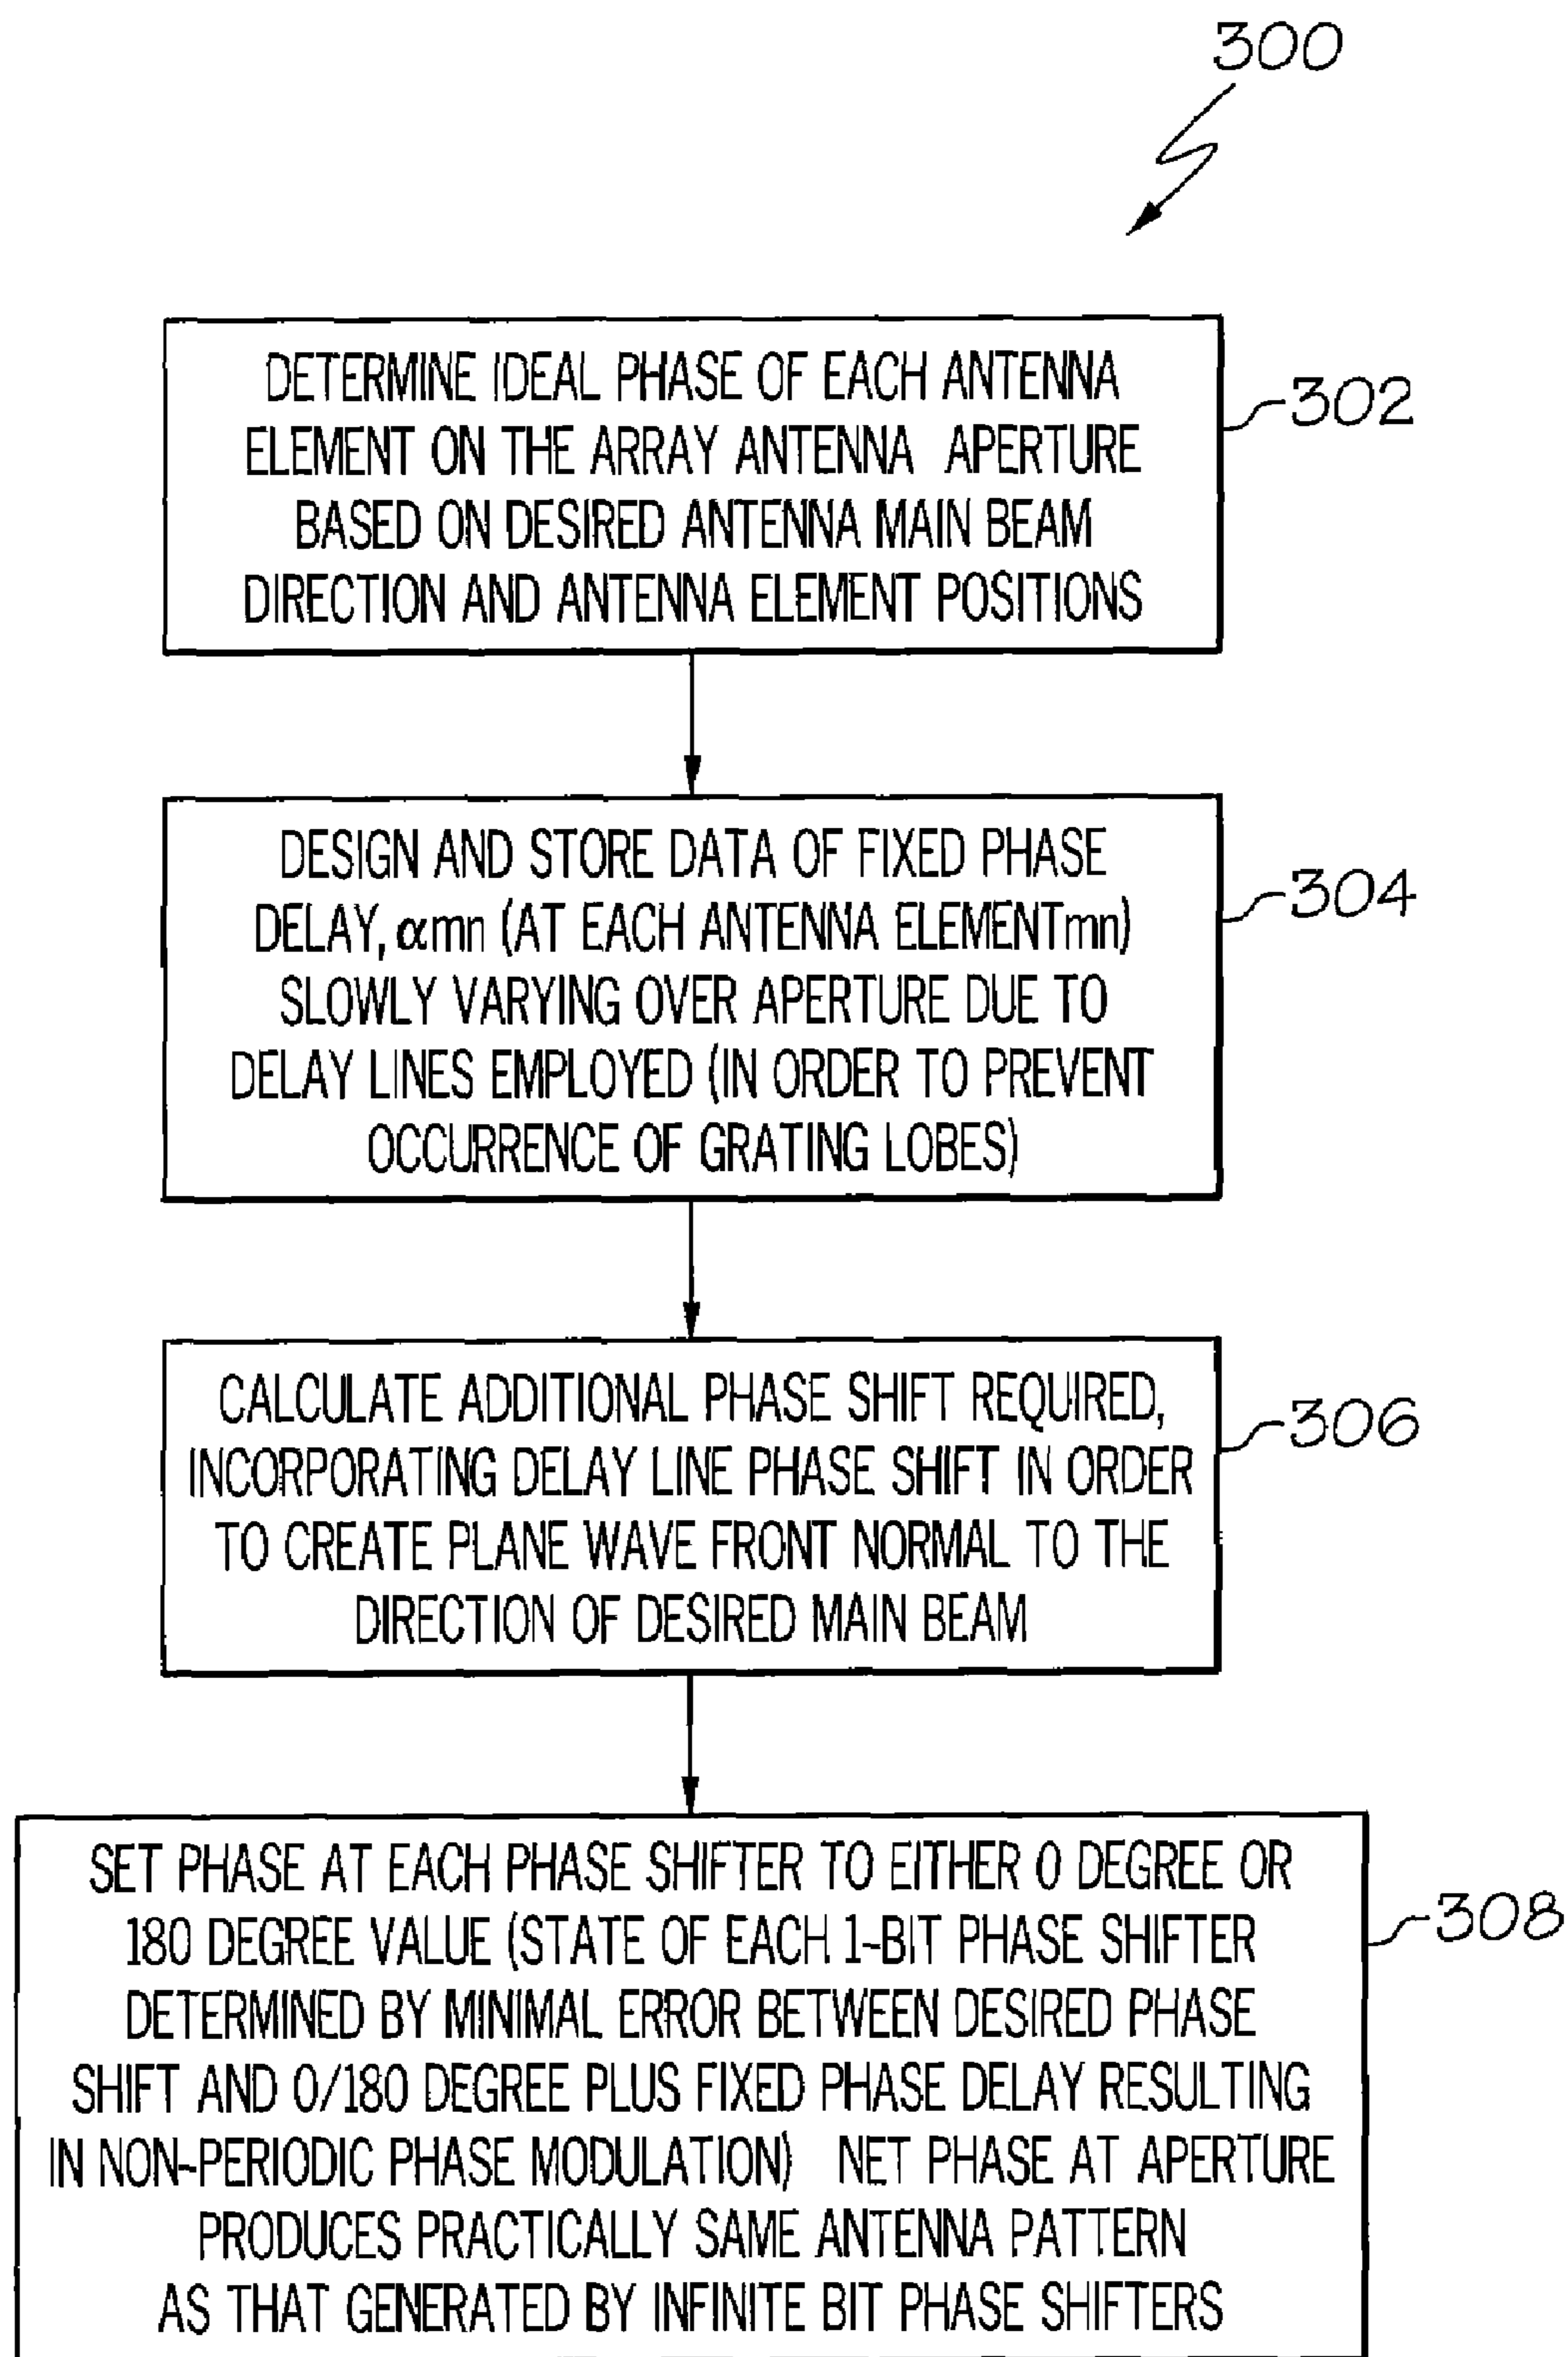 300
DETERMINE IDEAL PHASE OF EACH ANTENNA
ELEMENT ON THE ARRAY ANTENNA APERTURE
BASED ON DESIRED ANTENNA MAIN BEAM
DIRECTION AND ANTENNA ELEMENT POSITIONS
302
DESIGN AND STORE DATA OF FIXED PHASE
DELAY, αmn (AT EACH ANTENNA ELEMENTmn)
SLOWLY VARYING OVER APERTURE DUE TO
DELAY LINES EMPLOYED (IN ORDER TO PREVENT
OCCURRENCE OF GRATING LOBES)
304
CALCULATE ADDITIONAL PHASE SHIFT REQUIRED,
INCORPORATING DELAY LINE PHASE SHIFT IN ORDER
TO CREATE PLANE WAVE FRONT NORMAL TO THE
DIRECTION OF DESIRED MAIN BEAM
306
SET PHASE AT EACH PHASE SHIFTER TO EITHER 0 DEGREE OR
180 DEGREE VALUE (STATE OF EACH 1-BIT PHASE SHIFTER
DETERMINED BY MINIMAL ERROR BETWEEN DESIRED PHASE
SHIFT AND 0/180 DEGREE PLUS FIXED PHASE DELAY RESULTING
IN NON-PERIODIC PHASE MODULATION) NET PHASE AT APERTURE
PRODUCES PRACTICALLY SAME ANTENNA PATTERN
AS THAT GENERATED BY INFINITE BIT PHASE SHIFTERS
308